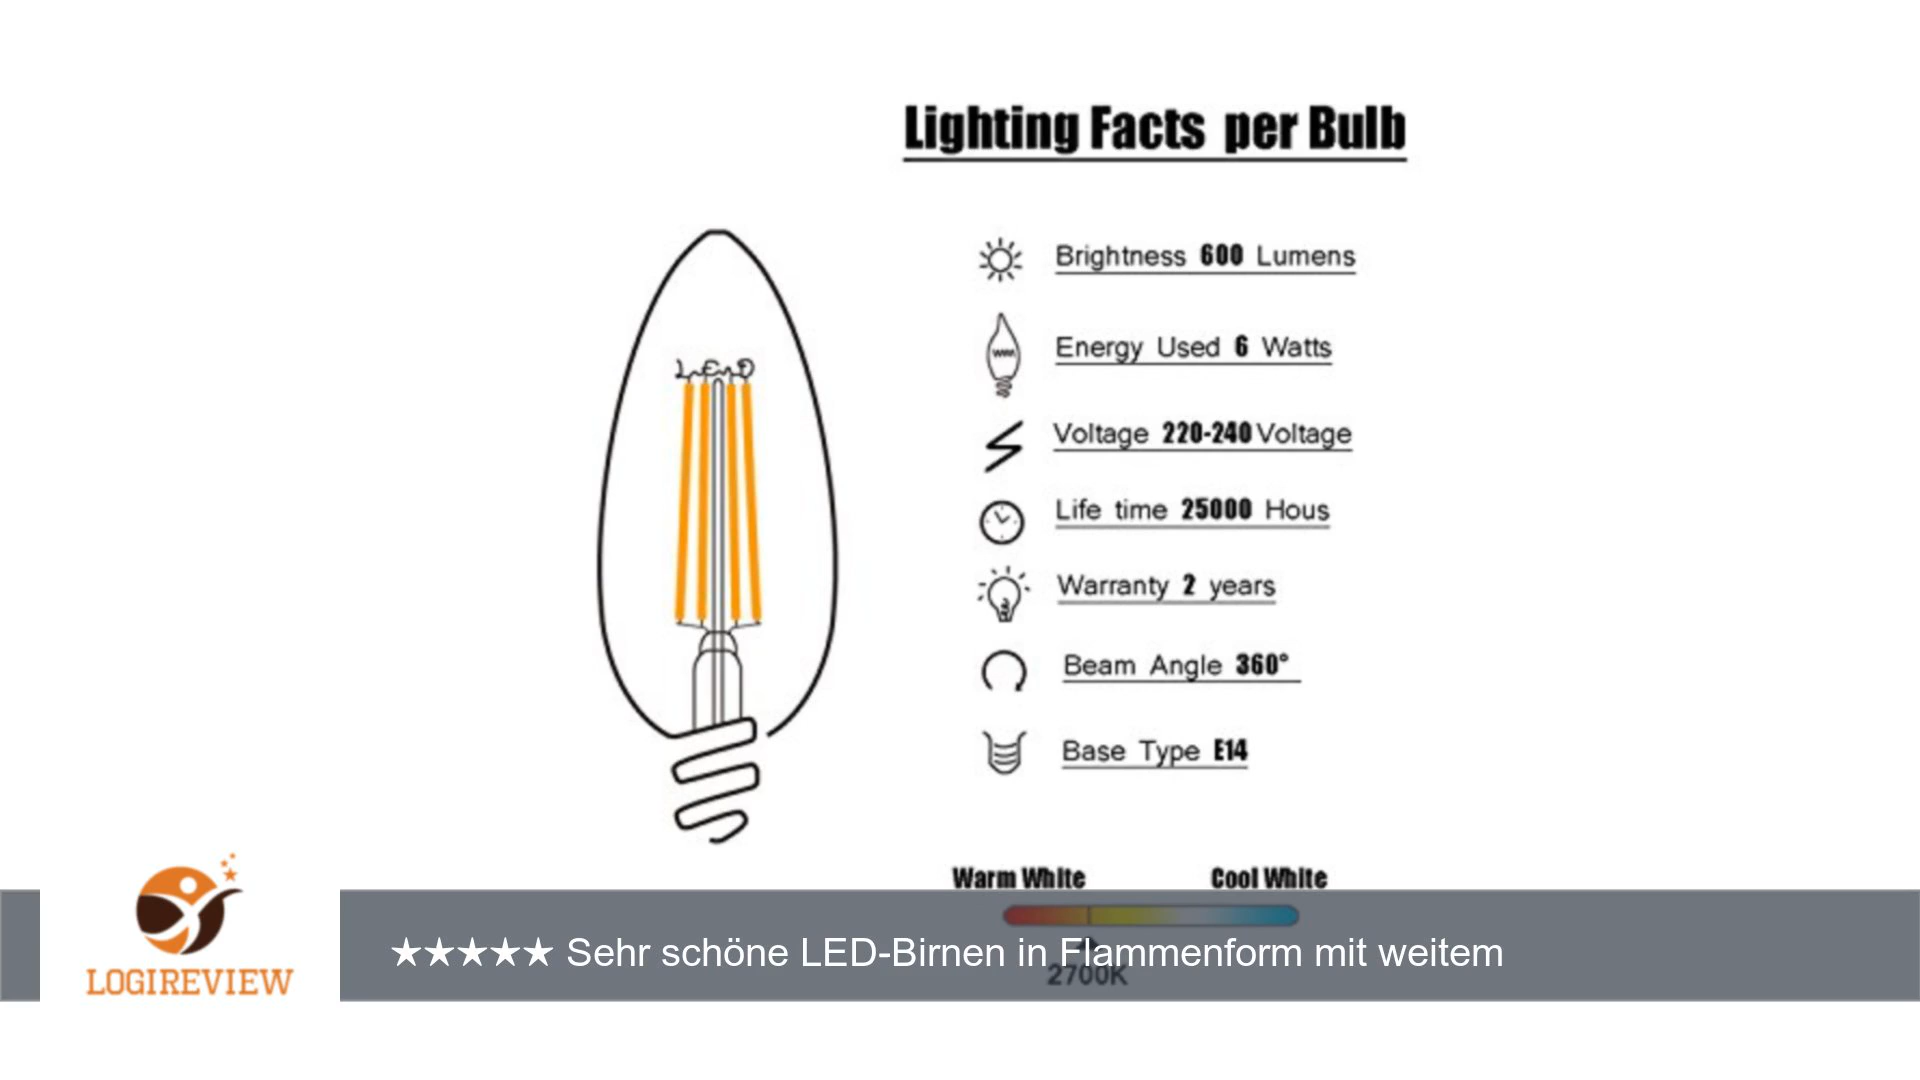 Lighting Facts per Bulb
LED
Brightness 600 Lumens
Energy Used 6 Watts
Voltage 220-240 Voltage
Life time 25000 Hous
Warranty 2 years
Beam Angle 360°
Base Type E14
Warm White Cool White
★★★★★ Sehr schöne LED-Birnen in Flammenform mit weitem
2700K
LOGIREVIEW